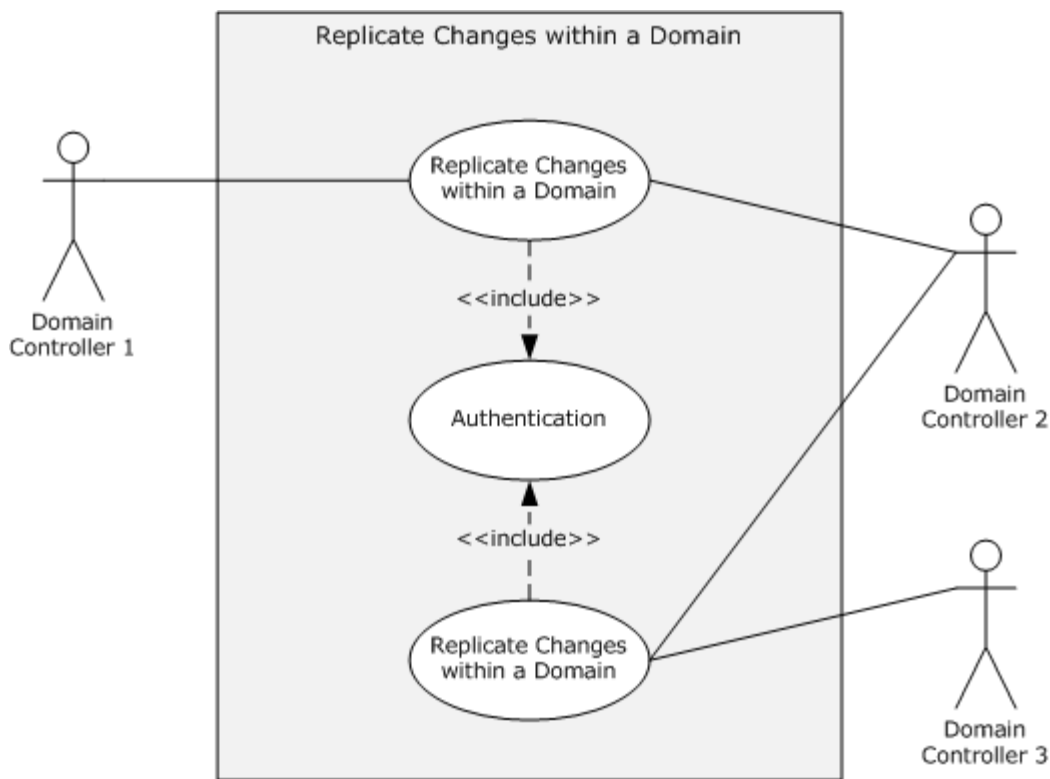 Replicate Changes within a Domain
Replicate Changes
within a Domain
<<include>>
Domain
Controller 1
Domain
Controller 2
Authentication
<<include>>
Replicate Changes
within a Domain
Domain
Controller 3